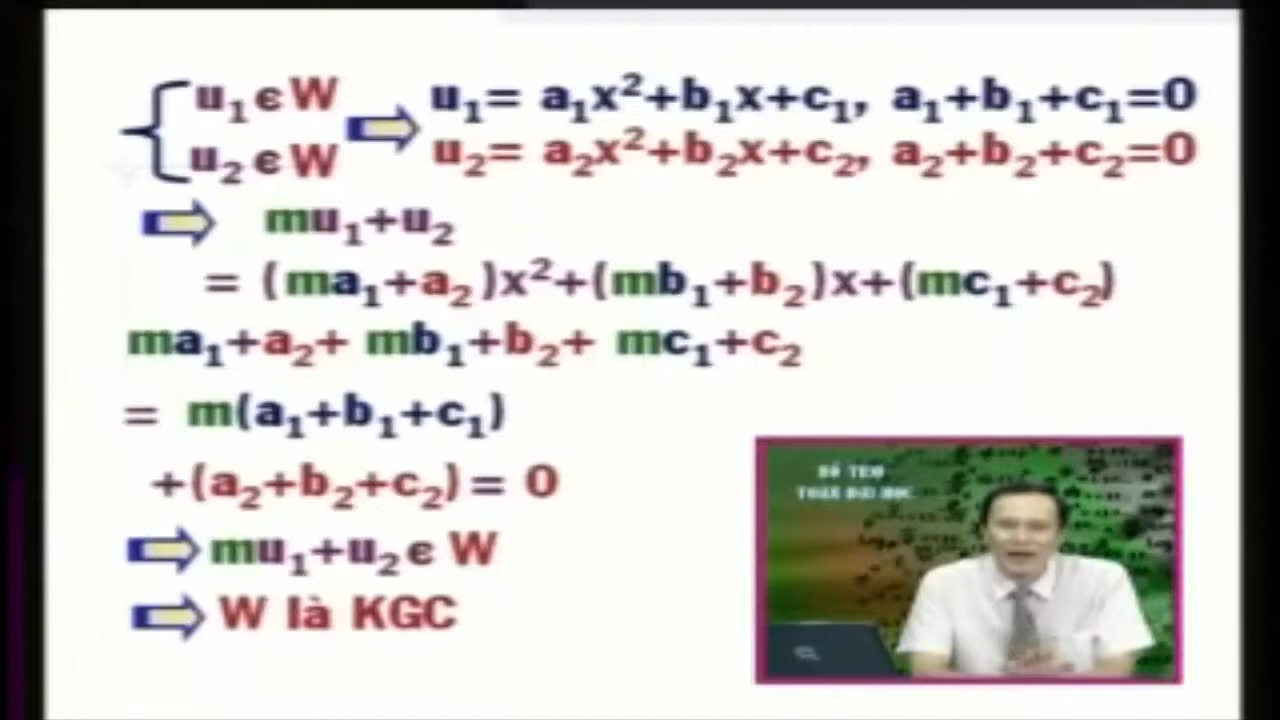 u₁ ϵ W ⇒ u₁= a₁x²+b₁x+c₁, a₁+b₁+c₁=0
u₂ ϵ W u₂= a₂x²+b₂x+c₂, a₂+b₂+c₂=0
⇒ mu₁+u₂
= (ma₁+a₂)x²+(mb₁+b₂)x+(mc₁+c₂)
ma₁+a₂+ mb₁+b₂+ mc₁+c₂
= m(a₁+b₁+c₁)
+(a₂+b₂+c₂) = 0
⇒ mu₁+u₂ ϵ W
⇒ W là KGC